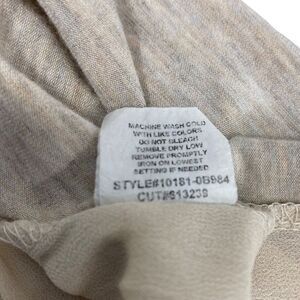 MACHINE WASH COLD
WITH LIKE COLORS
DO NOT BLEACH
TUMBLE DRY LOW
REMOVE PROMPTLY
IRON ON LOWEST
SETTING IF NEEDED
STYLE#10181-0B984
CUT#613239